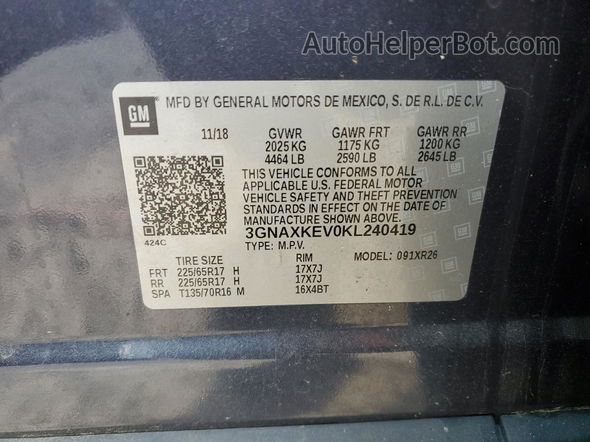 AutoHelperBot.com
GM
MFD BY GENERAL MOTORS DE MEXICO, S. DE R.L. DE C.V.
11/18 GVWR GAWR FRT GAWR RR
2025 KG 1175 KG 1200 KG
4464 LB 2590 LB 2645 LB
THIS VEHICLE CONFORMS TO ALL
APPLICABLE U.S. FEDERAL MOTOR
VEHICLE SAFETY AND THEFT PREVENTION
STANDARDS IN EFFECT ON THE DATE OF
MANUFACTURE SHOWN ABOVE.
424C
3GNAXKEV0KL240419
TYPE: M.P.V.
TIRE SIZE RIM MODEL: 091XR26
FRT 225/65R17 H 17X7J
RR 225/65R17 H 17X7J
SPA T135/70R16 M 16X4BT
AutoHelperBot.com